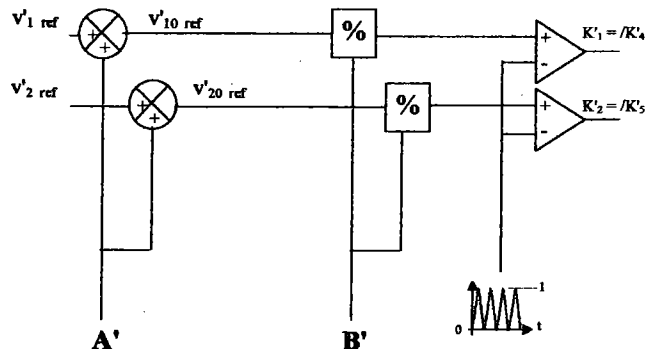 V'1 ref
V'10 ref
%
K'1 = /K'4
+
+
+
-
V'2 ref
V'20 ref
%
K'2 = /K'5
+
+
+
-
1
0
t
A'
B'